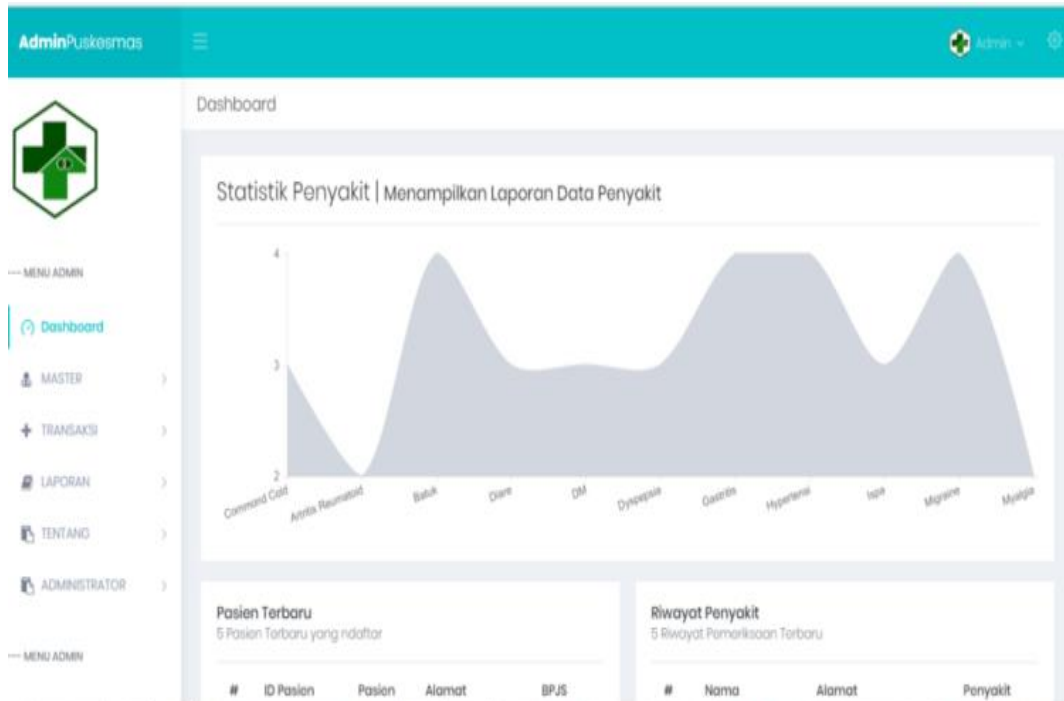 AdminPuskesmas
Admin
Dashboard
MENU ADMIN
Dashboard
MASTER
TRANSAKSI
LAPORAN
TENTANG
ADMINISTRATOR
MENU ADMIN
Statistik Penyakit | Menampilkan Laporan Data Penyakit
4
3
2
Commond Cold
Artritis Reumatoid
Batuk
Diare
DM
Dyspepsia
Gastritis
Hypertensi
Ispa
Migraine
Myalgia
Pasien Terbaru
5 Pasien Terbaru yang ndaftar
# ID Pasien Pasien Alamat BPJS
Riwayat Penyakit
5 Riwayat Pemeriksaan Terbaru
# Nama Alamat Penyakit